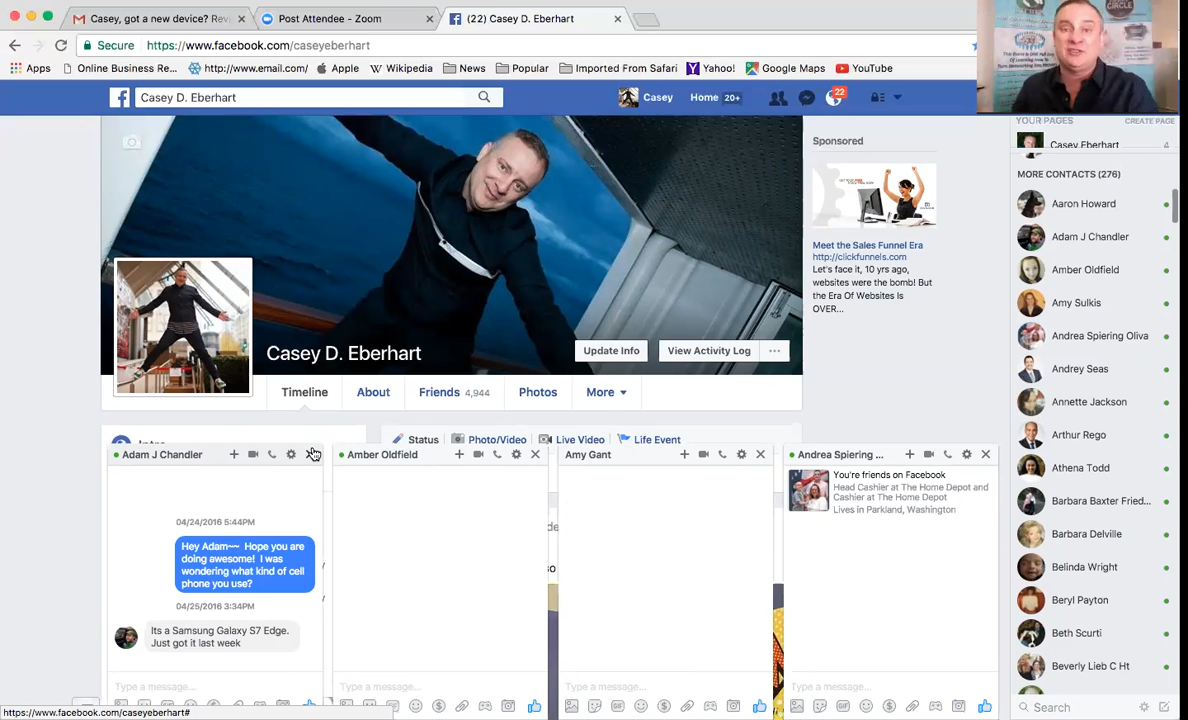 Casey, got a new device? Rev
Post Attendee - Zoom
(22) Casey D. Eberhart
Secure
https://www.facebook.com/caseyeberhart
Apps
Online Business Re...
http://www.email.com/
Apple
Wikipedia
News
Popular
Imported From Safari
Yahoo!
Google Maps
YouTube
Casey D. Eberhart
Casey
Home 20+
22
YOUR PAGES
CREATE PAGE
Casey Eberhart
4
Casey D. Eberhart
Update Info
View Activity Log
Timeline
About
Friends 4,944
Photos
More
Sponsored
Meet the Sales Funnel Era
http://clickfunnels.com
Let's face it, 10 yrs ago,
websites were the bomb! But
the Era Of Websites Is
OVER...
Intro
Status
Photo/Video
Live Video
Life Event
Adam J Chandler
04/24/2016 5:44PM
Hey Adam~~ Hope you are
doing awesome! I was
wondering what kind of cell
phone you use?
04/25/2016 3:34PM
Its a Samsung Galaxy S7 Edge.
Just got it last week
Type a message...
Amber Oldfield
Type a message...
Amy Gant
Type a message...
Andrea Spiering ...
You're friends on Facebook
Head Cashier at The Home Depot and
Cashier at The Home Depot
Lives in Parkland, Washington
Type a message...
MORE CONTACTS (276)
Aaron Howard
Adam J Chandler
Amber Oldfield
Amy Sulkis
Andrea Spiering Oliva
Andrey Seas
Annette Jackson
Arthur Rego
Athena Todd
Barbara Baxter Fried...
Barbara Delville
Belinda Wright
Beryl Payton
Beth Scurti
Beverly Lieb C Ht
Search
https://www.facebook.com/caseyeberhart#